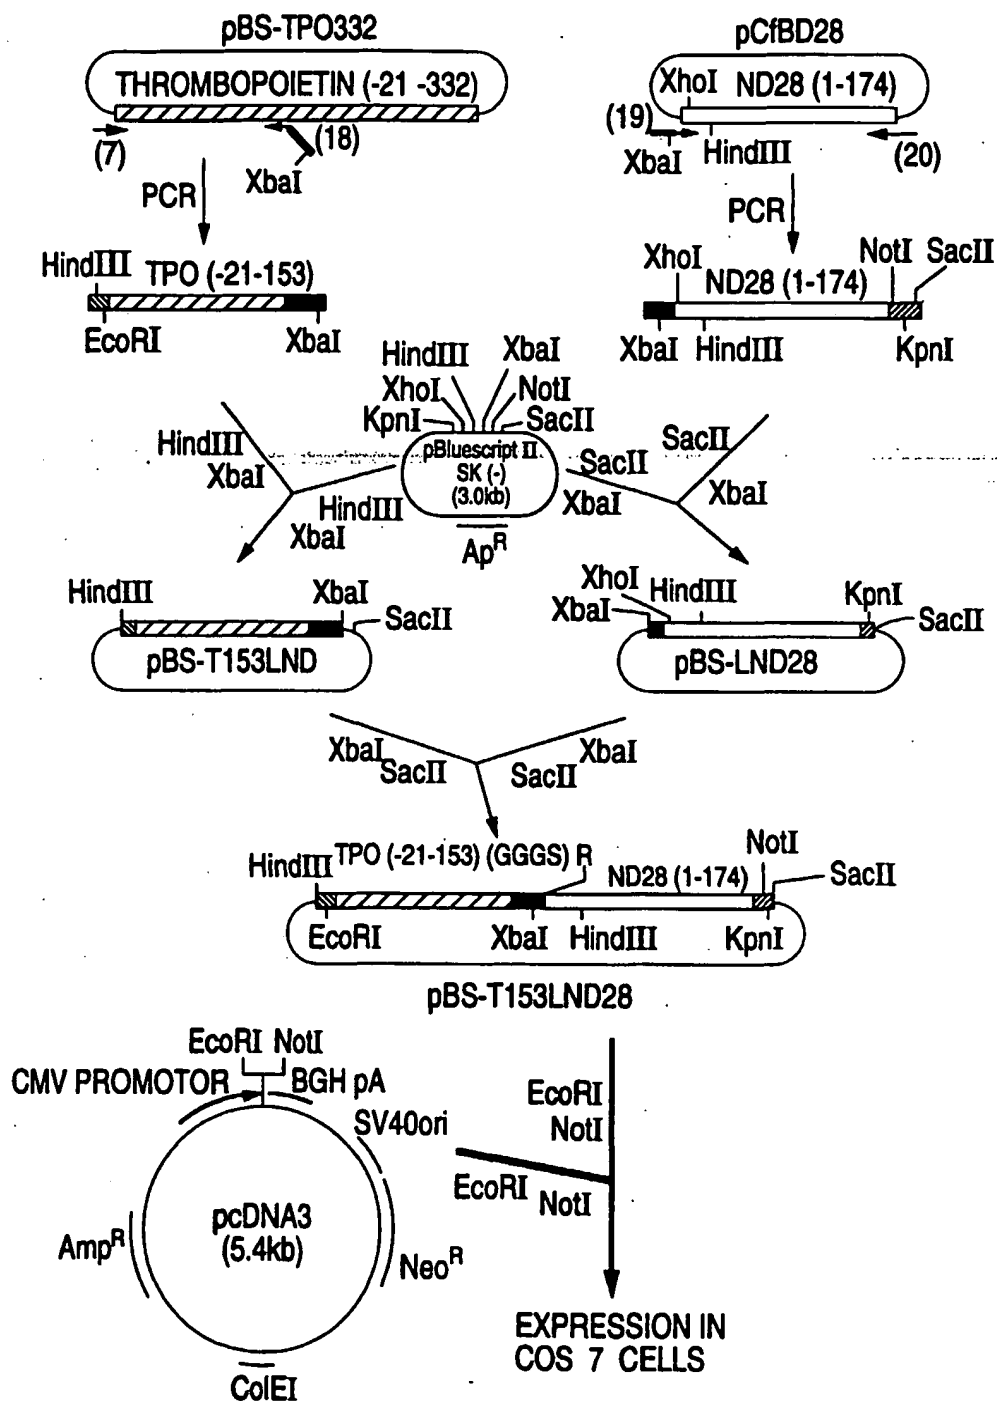 pBS-TPO332
THROMBOPOIETIN (-21 -332)
(7)
(18)
XbaI
PCR
pCfBD28
XhoI
ND28 (1-174)
(19)
XbaI
HindIII
(20)
PCR
HindIII
TPO (-21-153)
EcoRI
XbaI
XhoI
ND28 (1-174)
NotI
SacII
XbaI
HindIII
KpnI
HindIII
XbaI
XhoI
NotI
KpnI
SacII
pBluescript II
SK (-)
(3.0kb)
Ap^R
HindIII
XbaI
HindIII
XbaI
SacII
XbaI
SacII
XbaI
HindIII
XbaI
SacII
pBS-T153LND
XhoI
HindIII
XbaI
KpnI
SacII
pBS-LND28
XbaI
SacII
XbaI
SacII
HindIII
TPO (-21-153) (GGGS) R
ND28 (1-174)
NotI
SacII
EcoRI
XbaI
HindIII
KpnI
pBS-T153LND28
EcoRI NotI
CMV PROMOTOR
BGH pA
SV40ori
pcDNA3
(5.4kb)
Amp^R
Neo^R
ColEI
EcoRI
NotI
EcoRI
NotI
EXPRESSION IN
COS 7 CELLS